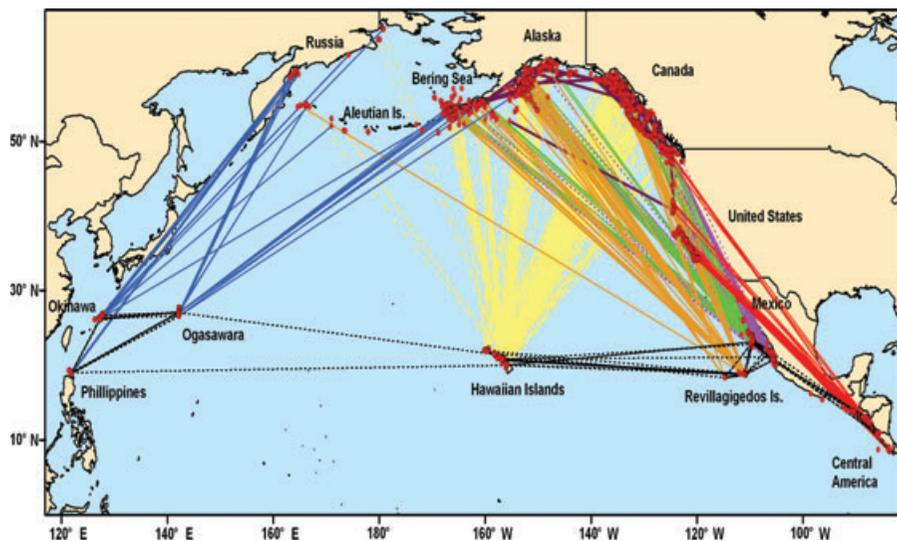 Russia
Alaska
Bering Sea
Canada
Aleutian Is.
50° N
United States
30° N
Okinawa
Mexico
Ogasawara
Phillippines
Hawaiian Islands
Revillagigedos Is.
10° N
Central
America
120° E
140° E
160° E
180°
160° W
140° W
120° W
100° W